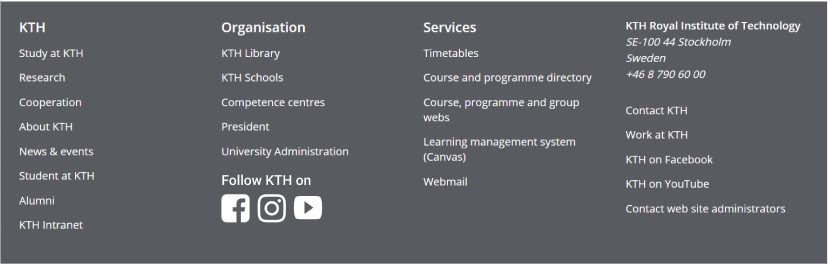 KTH
Study at KTH
Research
Cooperation
About KTH
News & events
Student at KTH
Alumni
KTH Intranet
Organisation
KTH Library
KTH Schools
Competence centres
President
University Administration
Follow KTH on
Services
Timetables
Course and programme directory
Course, programme and group
webs
Learning management system
(Canvas)
Webmail
KTH Royal Institute of Technology
SE-100 44 Stockholm
Sweden
+46 8 790 60 00
Contact KTH
Work at KTH
KTH on Facebook
KTH on YouTube
Contact web site administrators